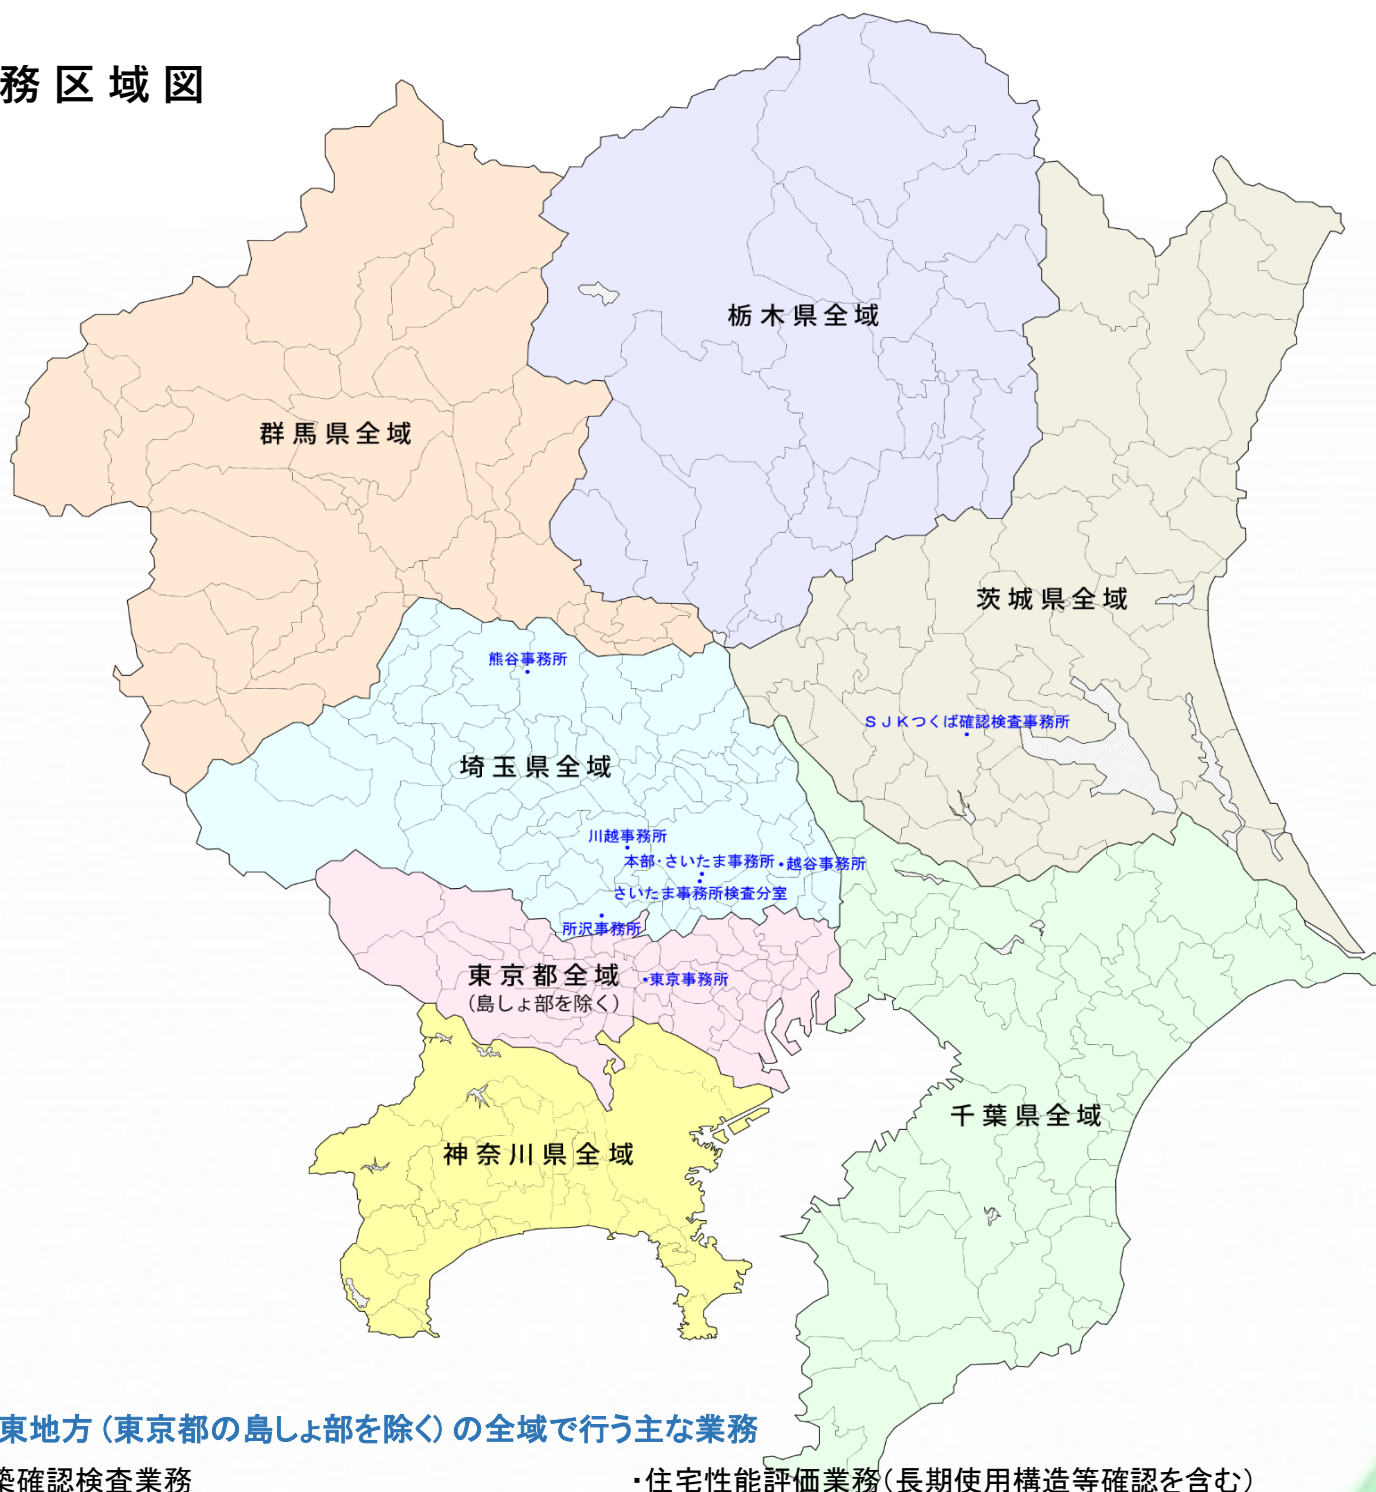 務区域図
栃木県全域
群馬県全域
茨城県全域
熊谷事務所
SJKつくば確認検査事務所
埼玉県全域
川越事務所
本部・さいたま事務所
越谷事務所
さいたま事務所検査分室
所沢事務所
東京都全域
(島しょ部を除く)
東京事務所
千葉県全域
神奈川県全域
東地方(東京都の島しょ部を除く)の全域で行う主な業務
築確認検査業務
・住宅性能評価業務(長期使用構造等確認を含む)